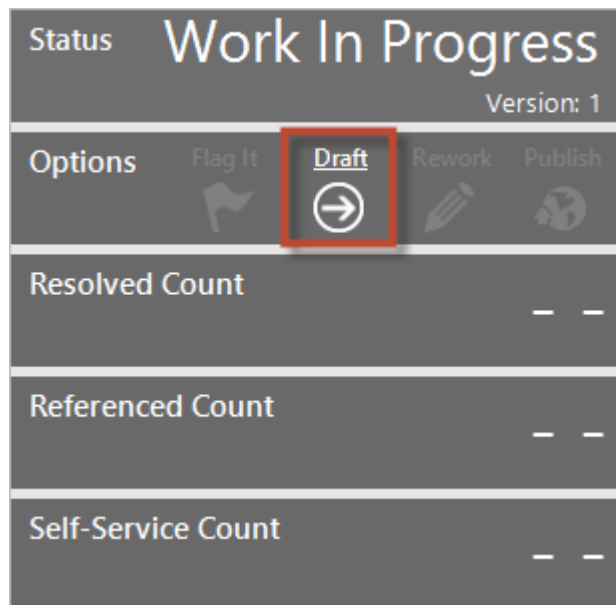 Status Work In Progress
Version: 1
Options Flag It Draft Rework Publish
Resolved Count
– –
Referenced Count
– –
Self-Service Count
– –